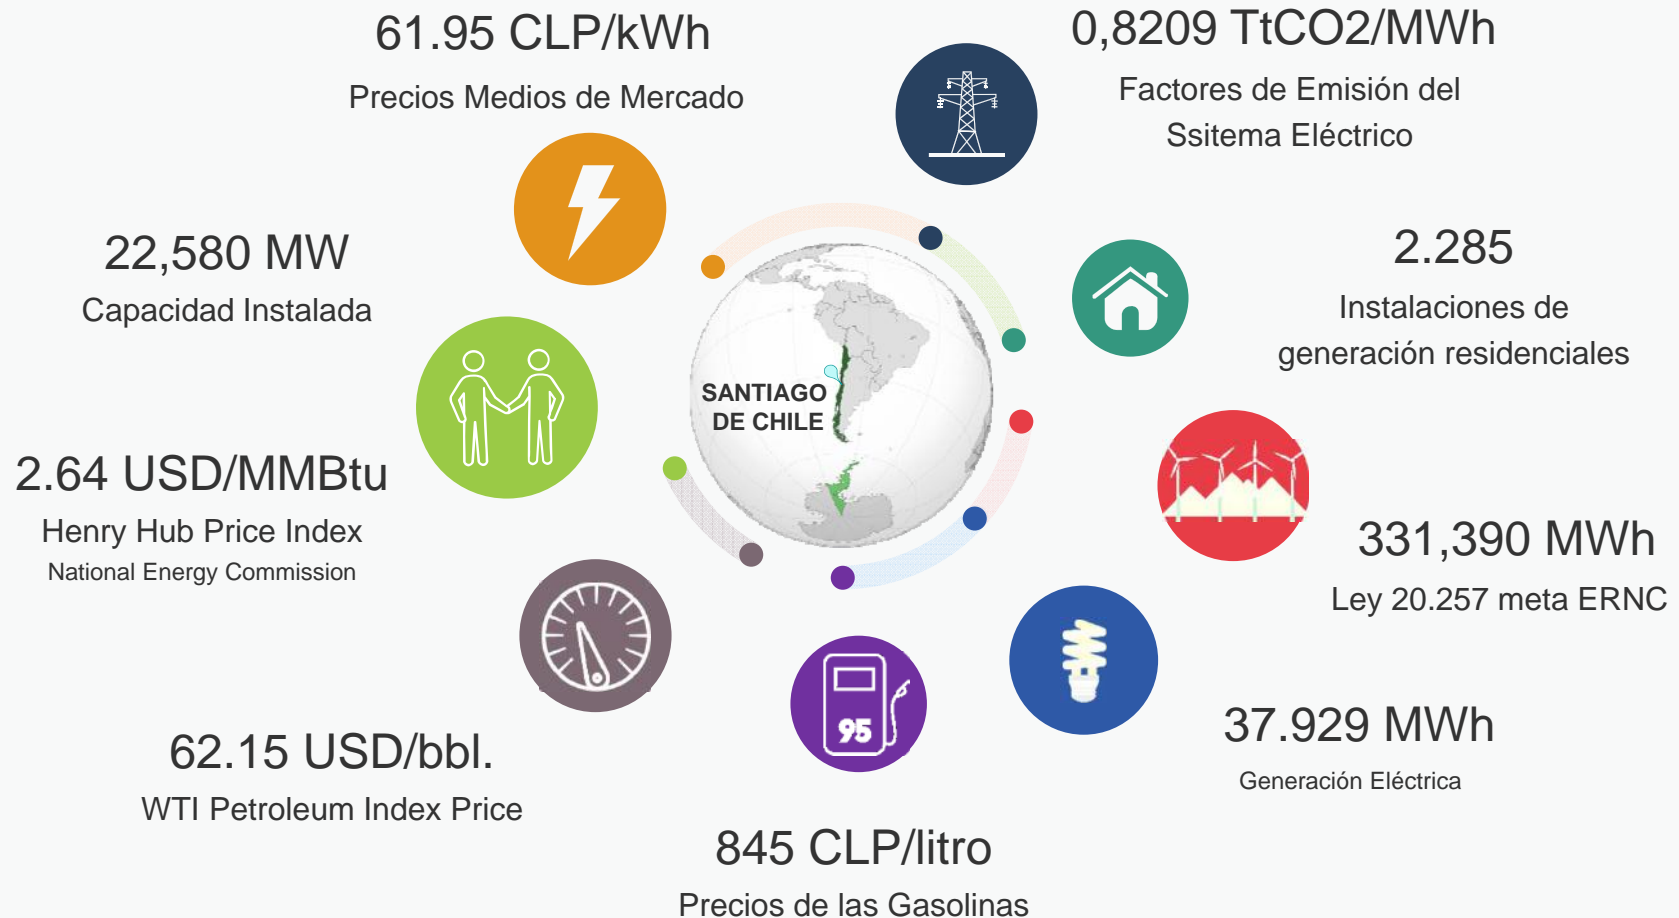 61.95 CLP/kWh
Precios Medios de Mercado
0,8209 TtCO2/MWh
Factores de Emisión del
Ssitema Eléctrico
22,580 MW
Capacidad Instalada
2.285
Instalaciones de
generación residenciales
SANTIAGO
DE CHILE
2.64 USD/MMBtu
Henry Hub Price Index
National Energy Commission
331,390 MWh
Ley 20.257 meta ERNC
95
37.929 MWh
Generación Eléctrica
62.15 USD/bbl.
WTI Petroleum Index Price
845 CLP/litro
Precios de las Gasolinas